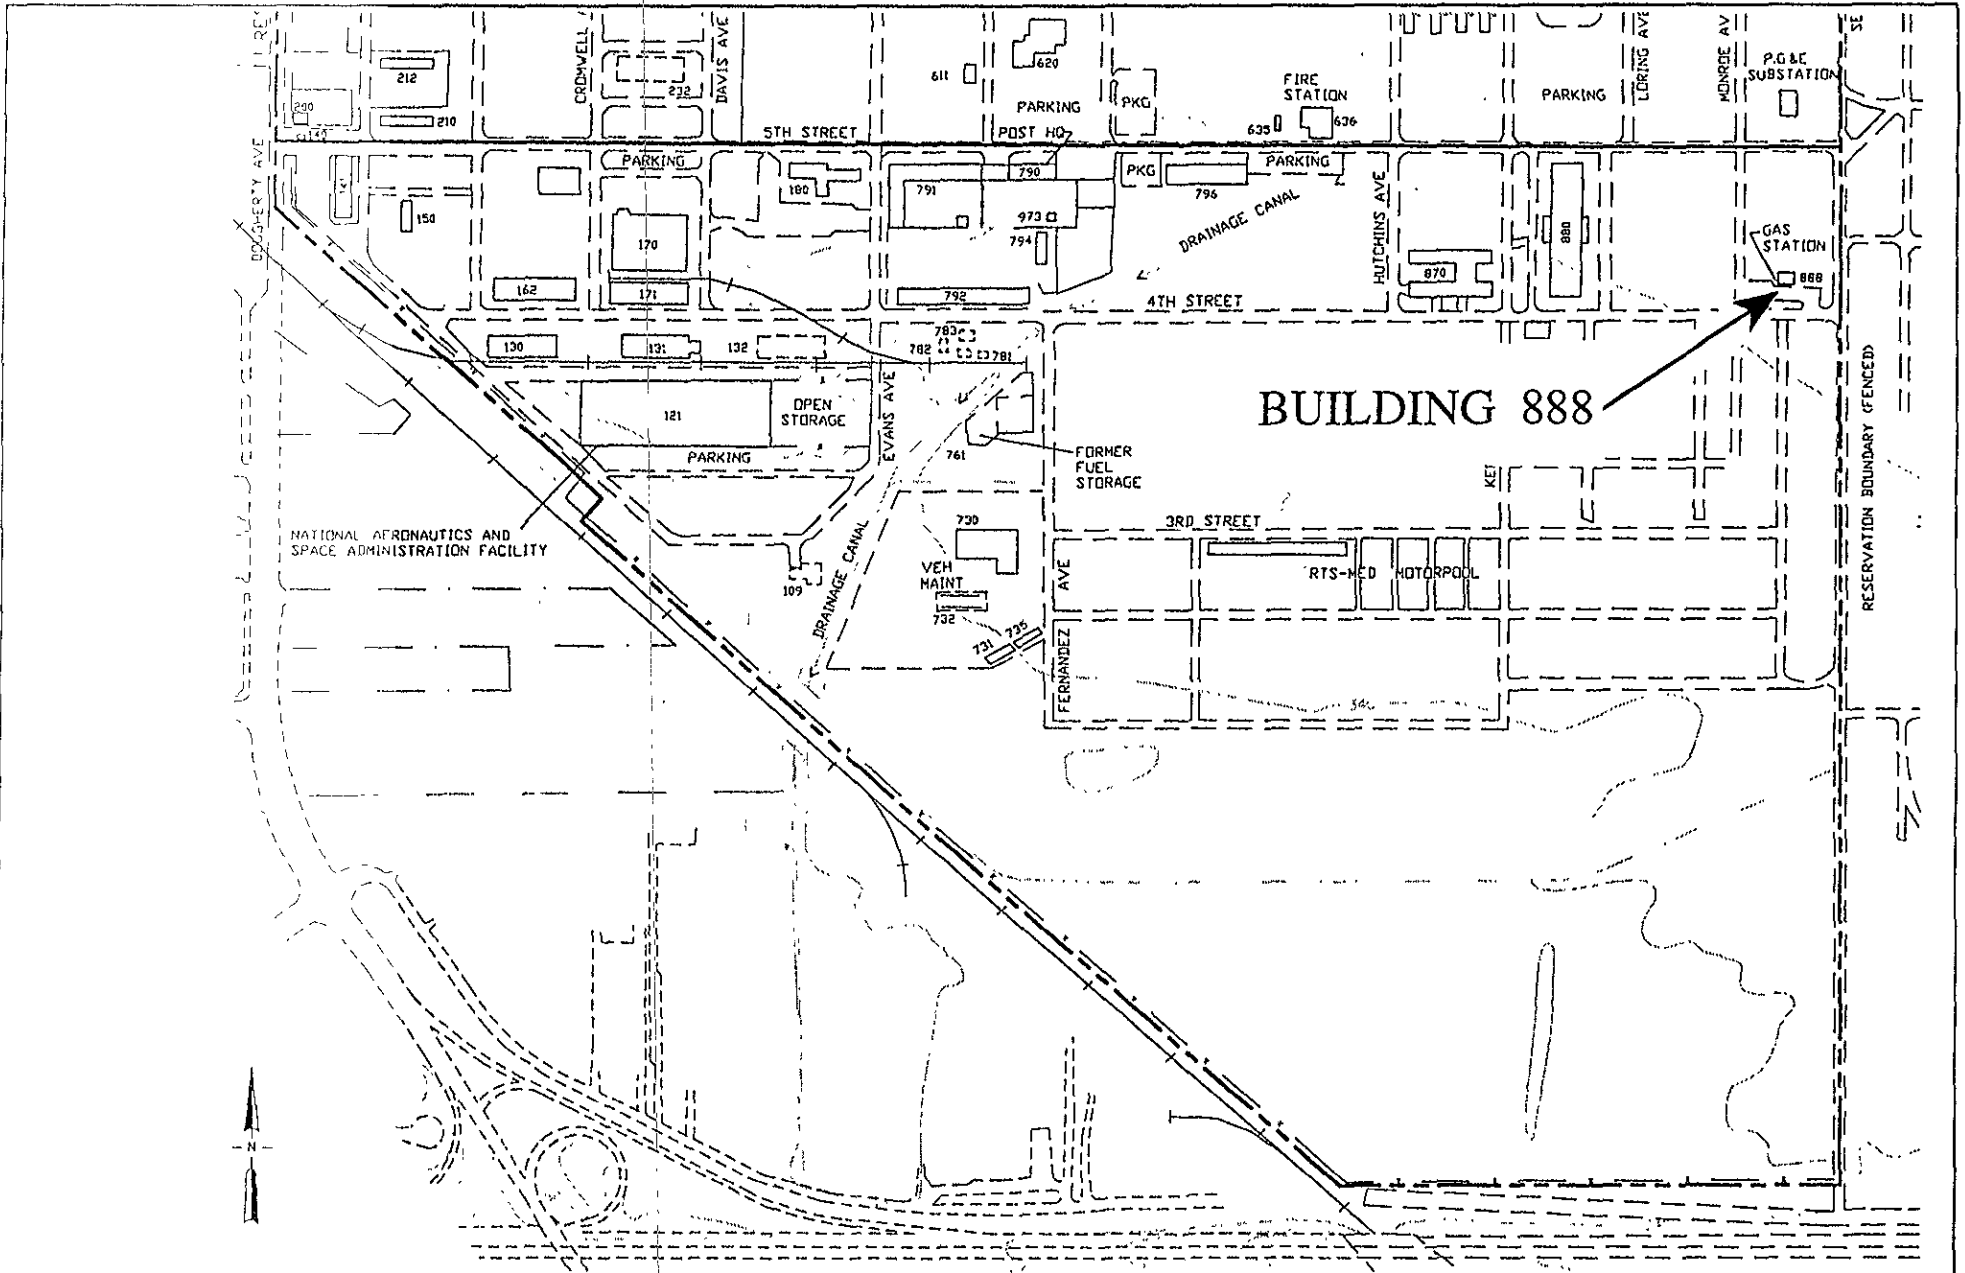 CROMWELL
DAVIS AVE
LORING AVE
MONROE AV
SE
212
200
210
140
232
611
620
PARKING
PKG
FIRE
STATION
635
636
PARKING
P.G&E
SUBSTATION
5TH STREET
POST HQ
DOUGHERTY AVE
141
150
PARKING
170
180
791
790
973
794
PKG
796
PARKING
DRAINAGE CANAL
HUTCHINS AVE
870
880
GAS
STATION
888
162
171
792
4TH STREET
130
131
132
783
782
781
121
OPEN
STORAGE
EVANS AVE
PARKING
761
FORMER
FUEL
STORAGE
BUILDING 888
RESERVATION BOUNDARY (FENCED)
NATIONAL AERONAUTICS AND
SPACE ADMINISTRATION FACILITY
109
DRAINAGE CANAL
730
VEH
MAINT
732
731
735
3RD STREET
AVE
FERNANDEZ
RTS-MED MOTORPOOL
N